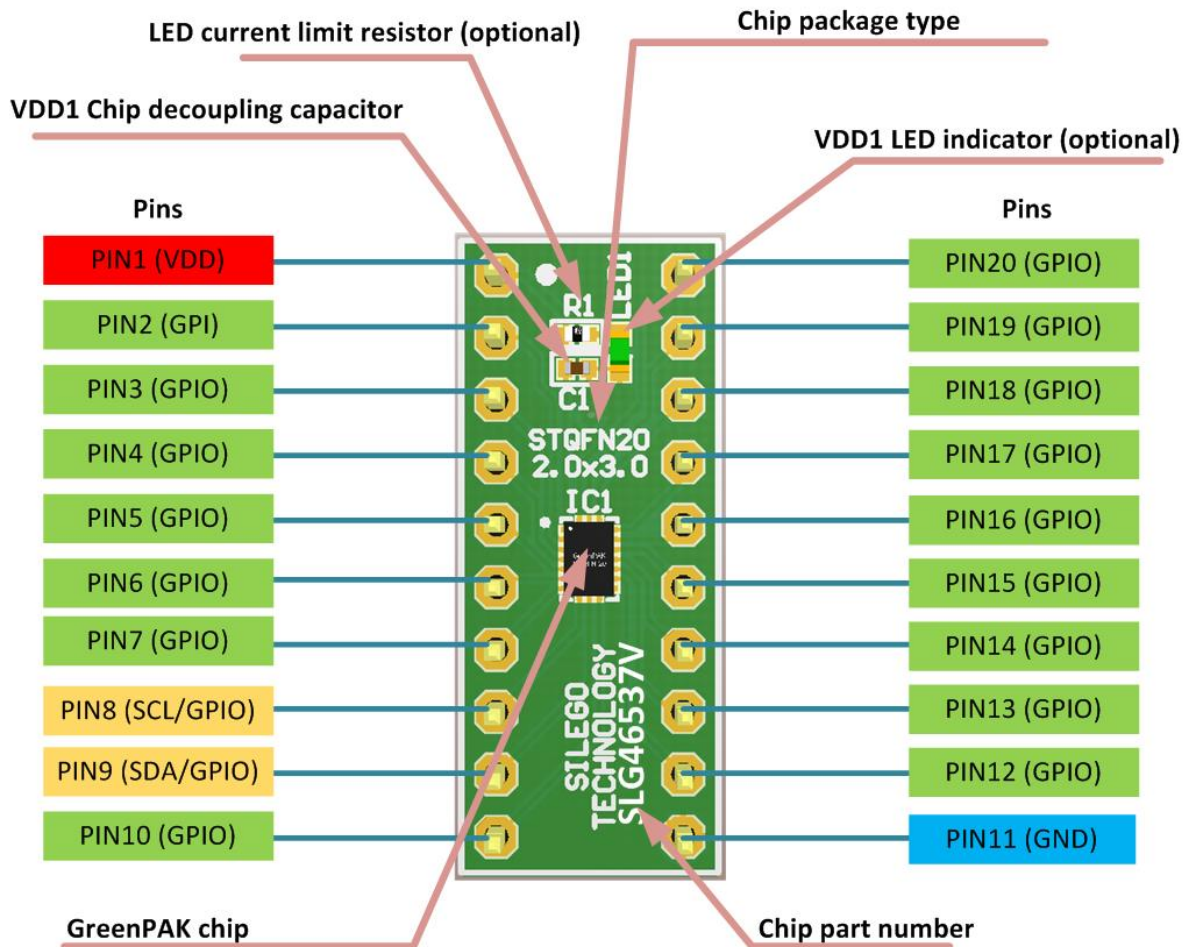 LED current limit resistor (optional)
Chip package type
VDD1 Chip decoupling capacitor
VDD1 LED indicator (optional)
Pins
PIN1 (VDD)
PIN2 (GPI)
PIN3 (GPIO)
PIN4 (GPIO)
PIN5 (GPIO)
PIN6 (GPIO)
PIN7 (GPIO)
PIN8 (SCL/GPIO)
PIN9 (SDA/GPIO)
PIN10 (GPIO)
R1
LED1
C1
STQFN20
2.0x3.0
IC1
GreenPAK
SILEGO
TECHNOLOGY
SLG46537V
Pins
PIN20 (GPIO)
PIN19 (GPIO)
PIN18 (GPIO)
PIN17 (GPIO)
PIN16 (GPIO)
PIN15 (GPIO)
PIN14 (GPIO)
PIN13 (GPIO)
PIN12 (GPIO)
PIN11 (GND)
GreenPAK chip
Chip part number